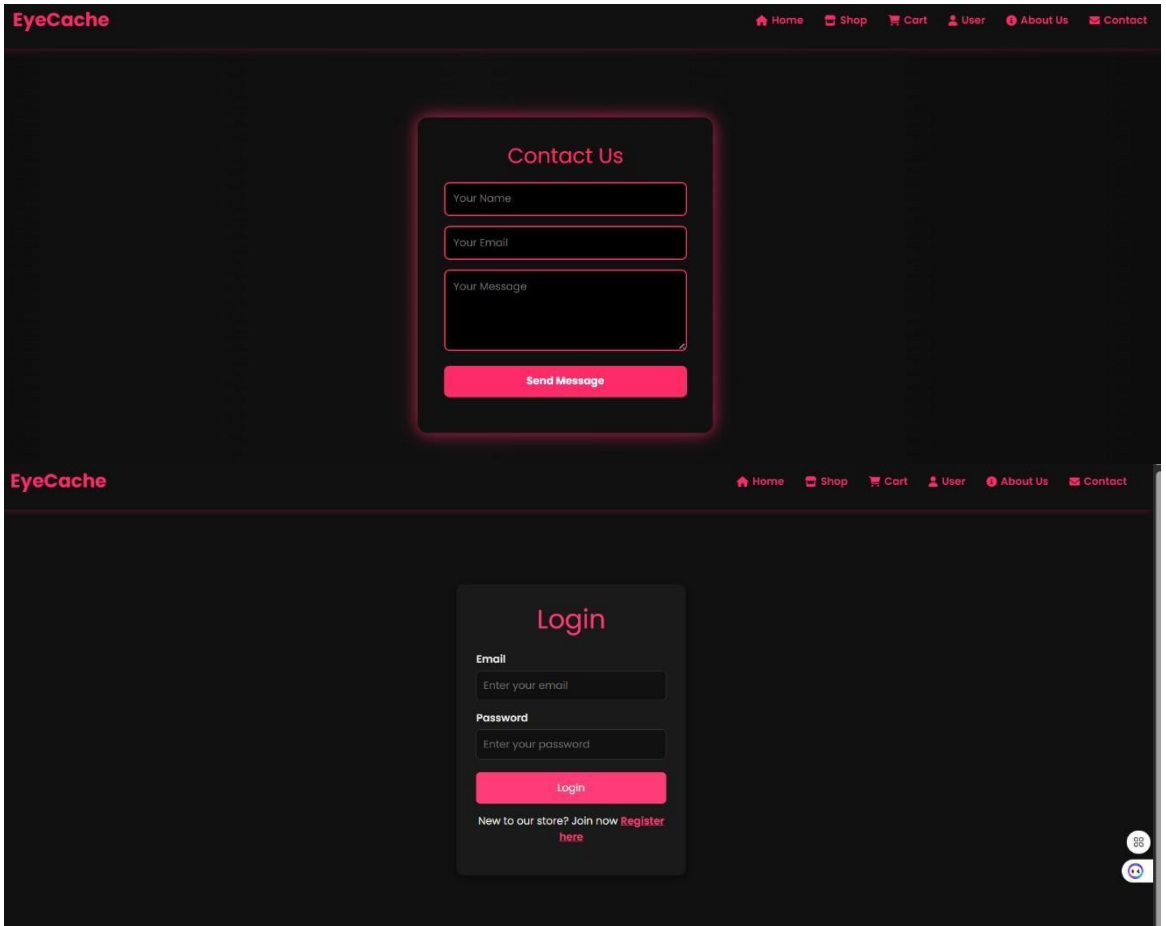 EyeCache
Home Shop Cart User About Us Contact
Contact Us
Your Name
Your Email
Your Message
Send Message
EyeCache
Home Shop Cart User About Us Contact
Login
Email
Enter your email
Password
Enter your password
Login
New to our store? Join now Register
here